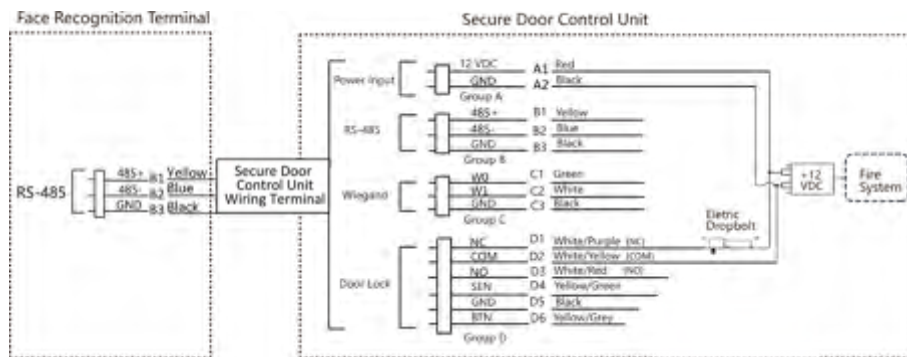 Face Recognition Terminal
Secure Door Control Unit
RS-485
485+ B1 Yellow
485- B2 Blue
GND B3 Black
Secure Door
Control Unit
Wiring Terminal
Power Input
12 VDC A1 Red
GND A2 Black
Group A
RS-485
485+ B1 Yellow
485- B2 Blue
GND B3 Black
Group B
Wiegand
W0 C1 Green
W1 C2 White
GND C3 Black
Group C
Door Lock
NC D1 White/Purple (NC)
COM D2 White/Yellow (COM)
NO D3 White/Red (NO)
SEN D4 Yellow/Green
GND D5 Black
BTN D6 Yellow/Grey
Group D
Eletric
Dropbolt
+12
VDC
Fire
System